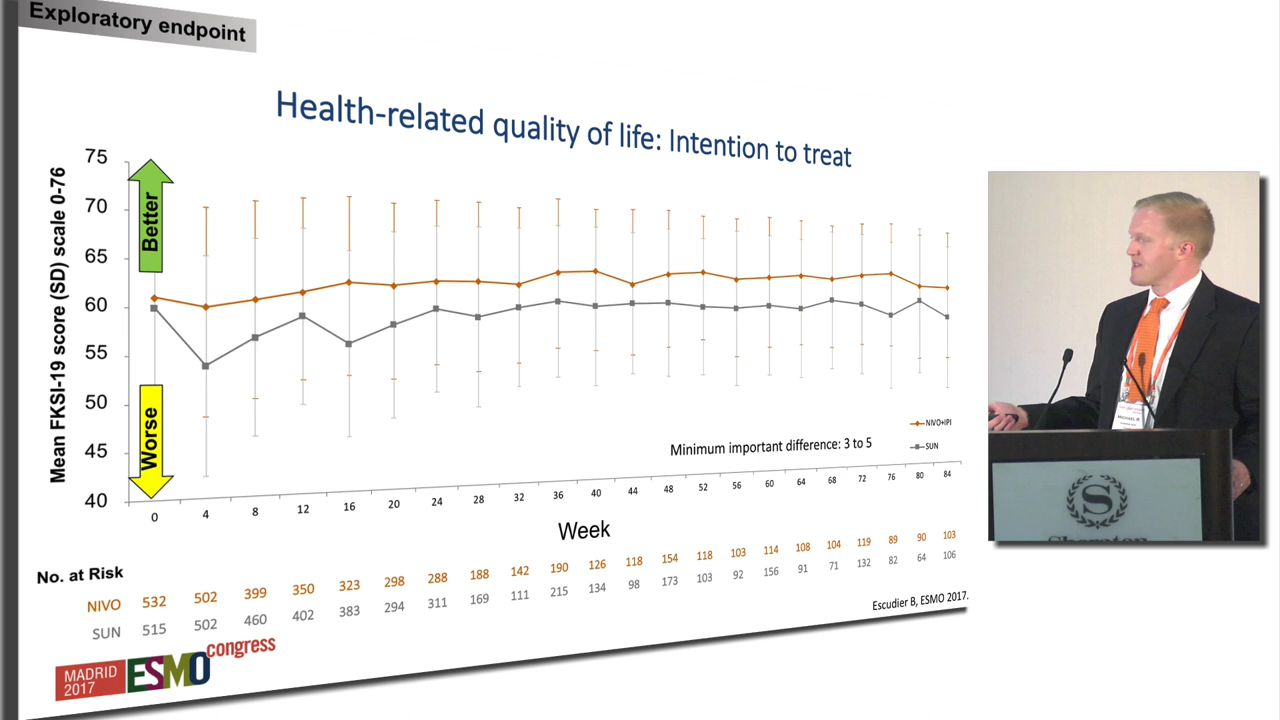 Exploratory endpoint
Health-related quality of life: Intention to treat
Mean FKSI-19 score (SD) scale 0-76
75
70
65
60
55
50
45
40
Better
Worse
NIVO+IPI
SUN
Minimum important difference: 3 to 5
0 4 8 12 16 20 24 28 32 36 40 44 48 52 56 60 64 68 72 76 80 84
Week
No. at Risk
NIVO 532 502 399 350 323 298 288 188 142 190 126 118 154 118 103 114 108 104 119 89 90 103
SUN 515 502 460 402 383 294 311 169 111 215 134 98 173 103 92 156 91 71 132 82 64 106
Escudier B, ESMO 2017.
MADRID
2017
ESMO
congress
MICHAEL R.
S
Sheraton